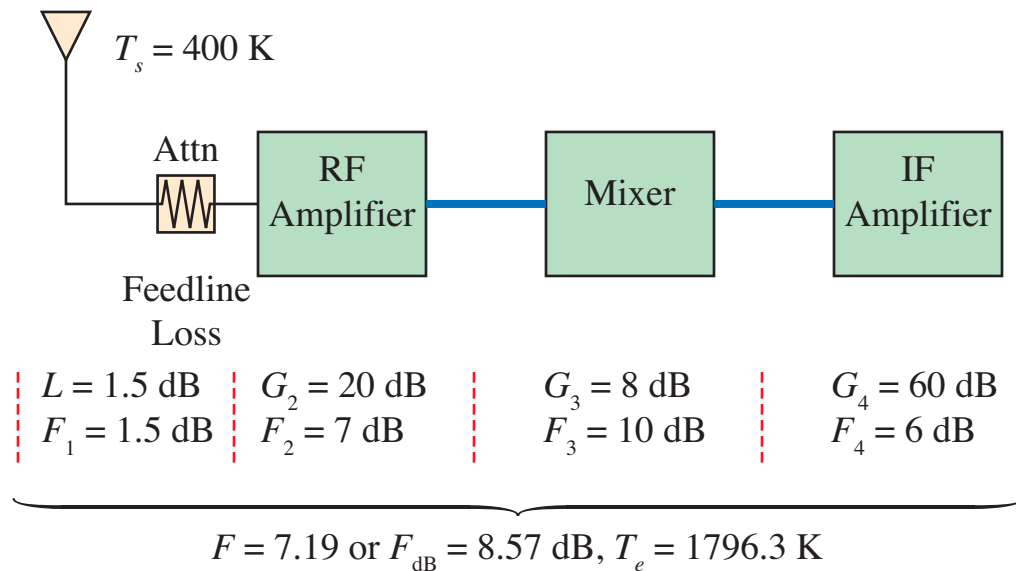 T_s = 400 K
Attn
RF
Amplifier
Mixer
IF
Amplifier
Feedline
Loss
L = 1.5 dB
F_1 = 1.5 dB
G_2 = 20 dB
F_2 = 7 dB
G_3 = 8 dB
F_3 = 10 dB
G_4 = 60 dB
F_4 = 6 dB
F = 7.19 or F_dB = 8.57 dB, T_e = 1796.3 K